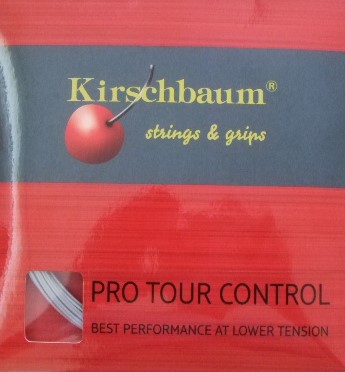 Kirschbaum®
strings & grips
PRO TOUR CONTROL
BEST PERFORMANCE AT LOWER TENSION